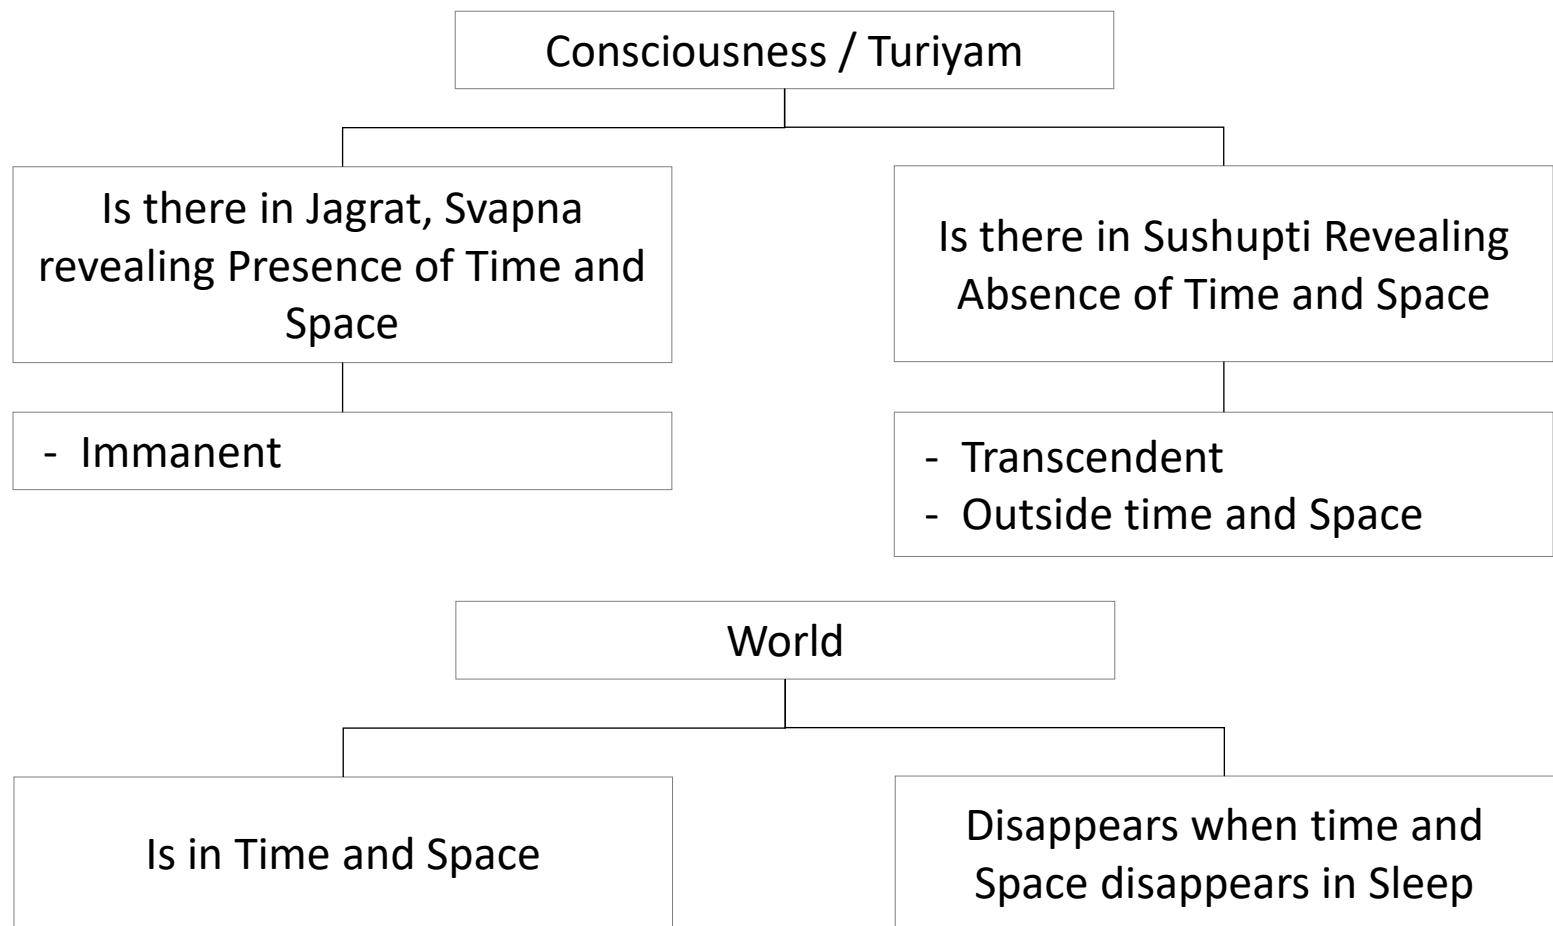 Consciousness / Turiyam
Is there in Jagrat, Svapna
revealing Presence of Time and
Space
Is there in Sushupti Revealing
Absence of Time and Space
- Immanent
- Transcendent
- Outside time and Space
World
Is in Time and Space
Disappears when time and
Space disappears in Sleep